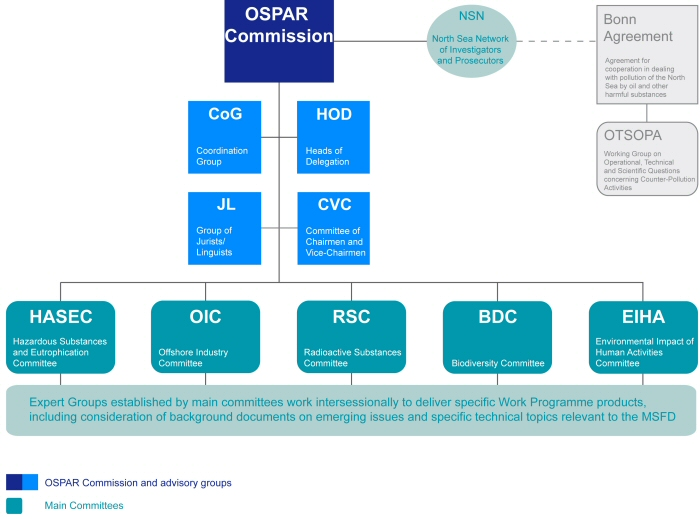 OSPAR
Commission
NSN
North Sea Network
of Investigators
and Prosecutors
Bonn
Agreement
Agreement for
cooperation in dealing
with pollution of the North
Sea by oil and other
harmful substances
OTSOPA
Working Group on
Operational, Technical
and Scientific Questions
concerning Counter-Pollution
Activities
CoG
Coordination
Group
HOD
Heads of
Delegation
JL
Group of
Jurists/
Linguists
CVC
Committee of
Chairmen and
Vice-Chairmen
HASEC
Hazardous Substances
and Eutrophication
Committee
OIC
Offshore Industry
Committee
RSC
Radioactive Substances
Committee
BDC
Biodiversity Committee
EIHA
Environmental Impact of
Human Activities
Committee
Expert Groups established by main committees work intersessionally to deliver specific Work Programme products,
including consideration of background documents on emerging issues and specific technical topics relevant to the MSFD
OSPAR Commission and advisory groups
Main Committees